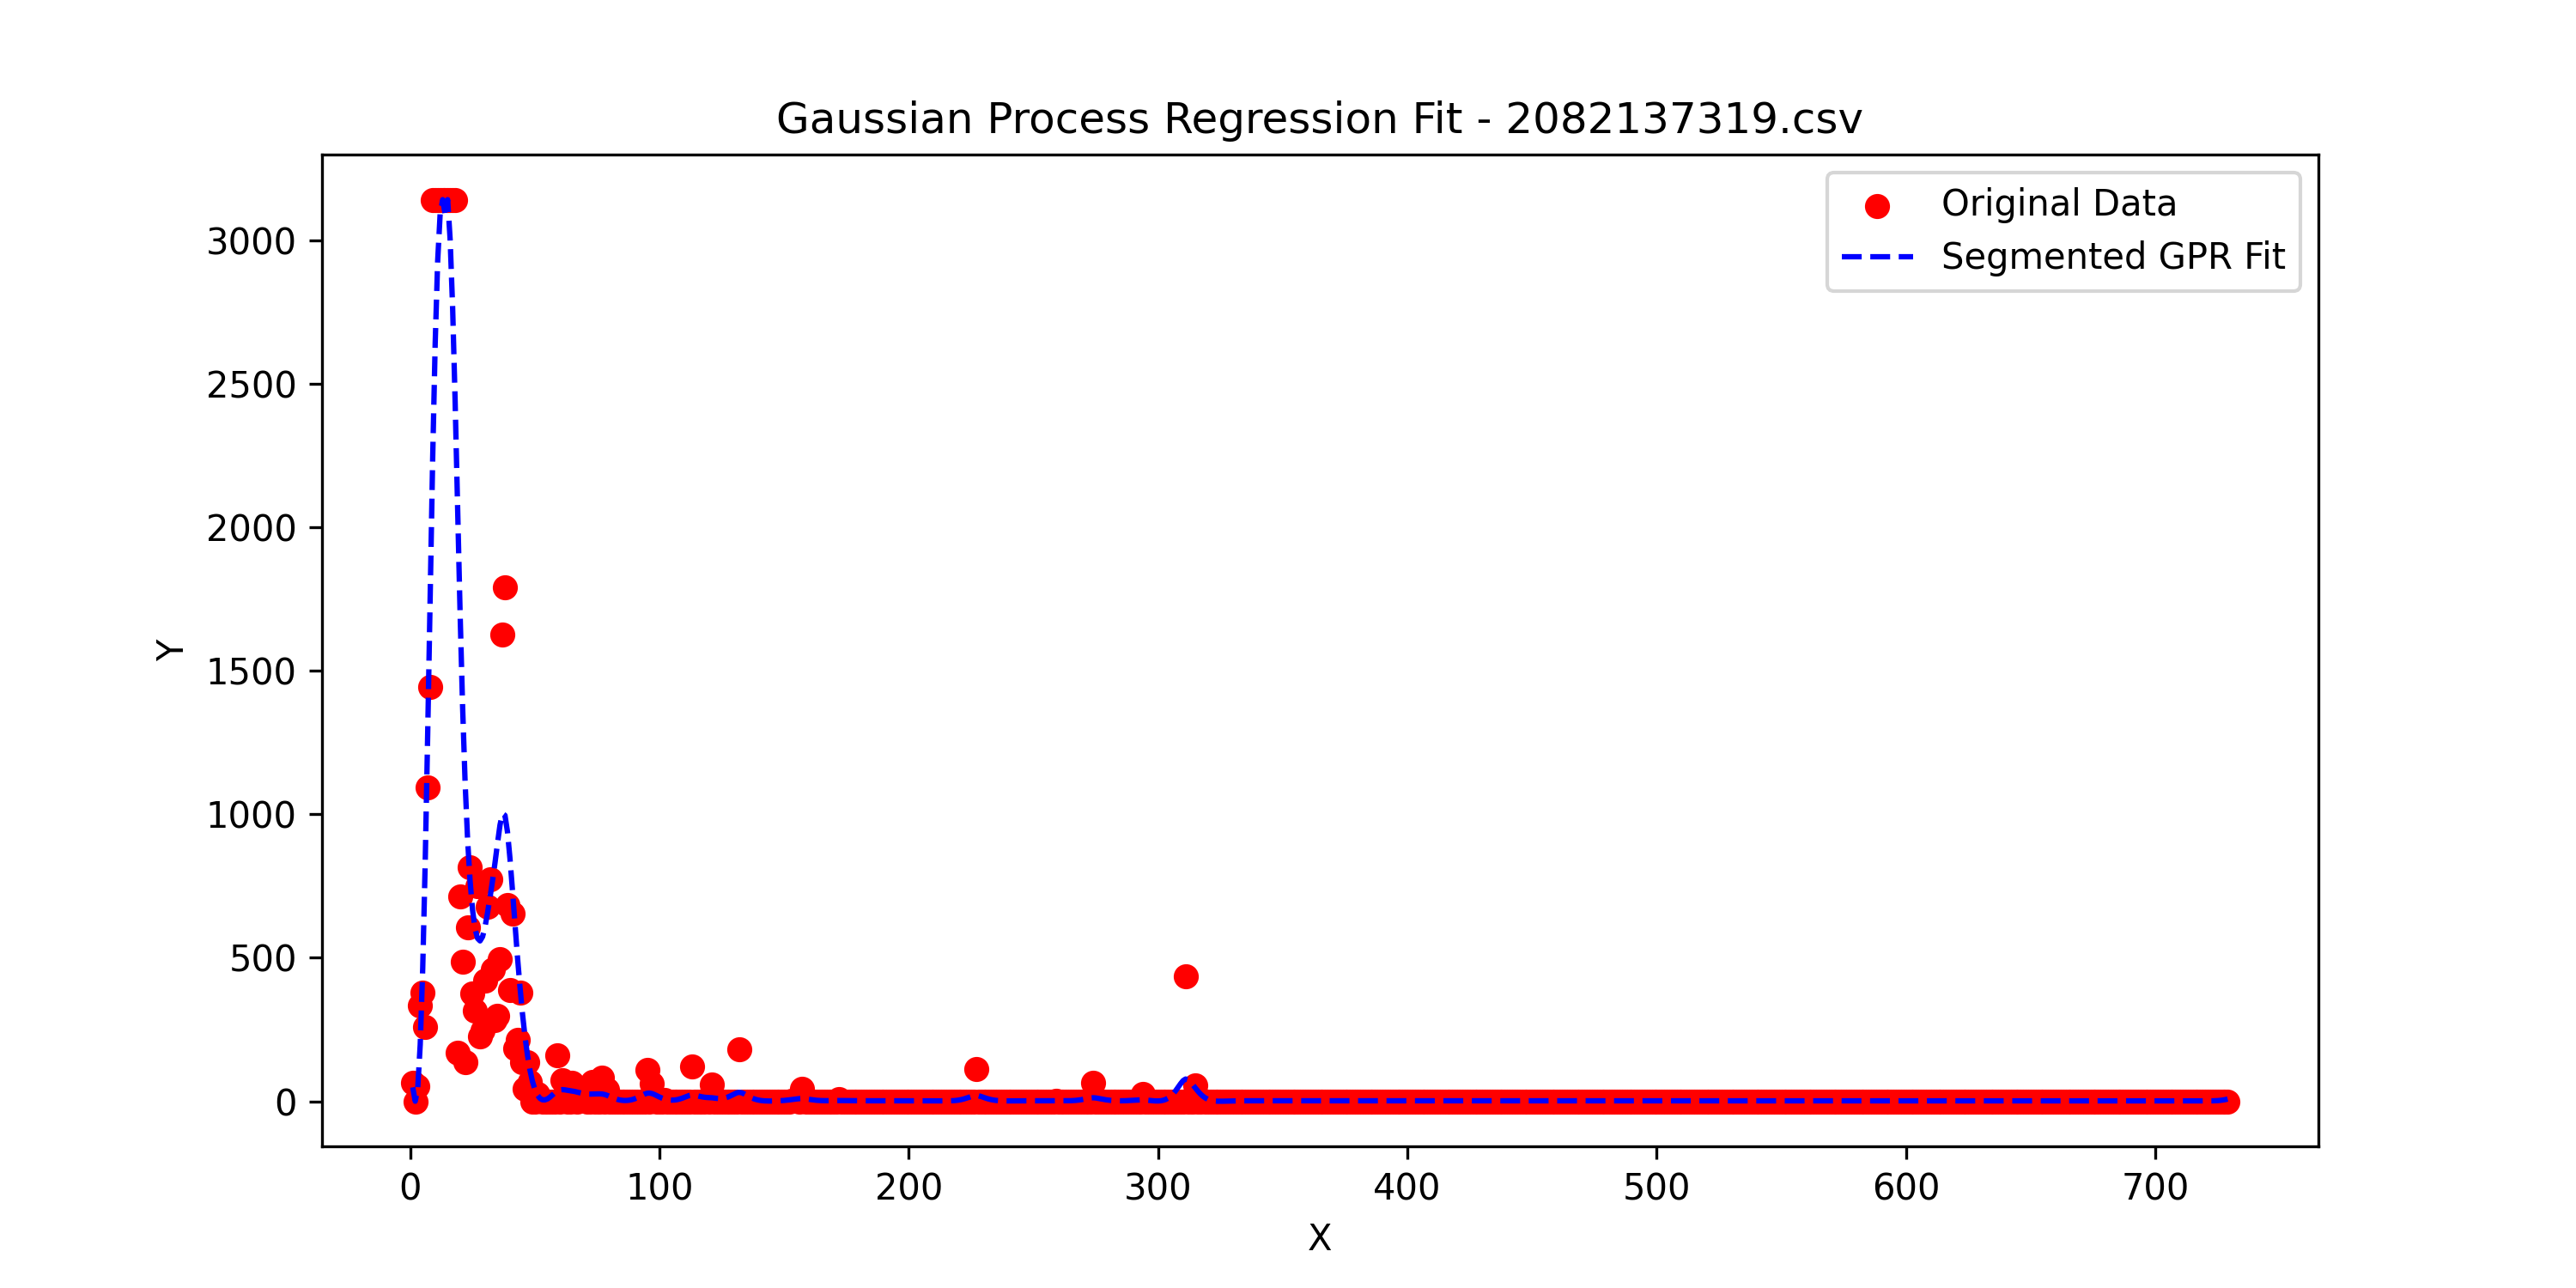 Gaussian Process Regression Fit - 2082137319.csv
Original Data
Segmented GPR Fit
3000
2500
2000
1500
1000
500
0
Y
0 100 200 300 400 500 600 700
X